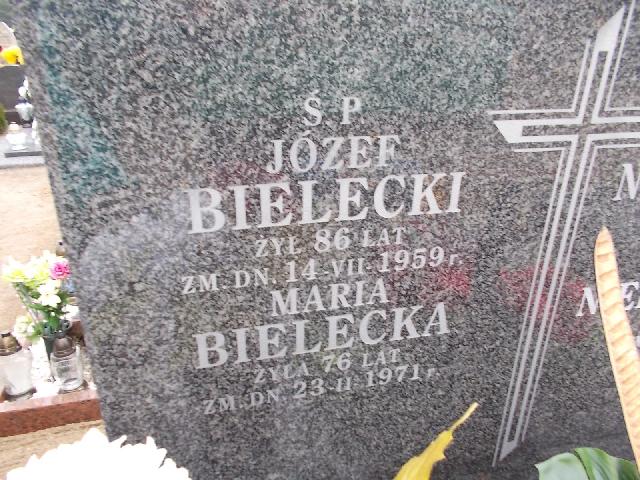 Ś P
JÓZEF
BIELECKI
ŻYŁ 86 LAT
ZM. DN. 14 - VII - 1959 r.
MARIA
BIELECKA
ŻYŁA 76 LAT
ZM. DN. 23 - II - 1971 r.